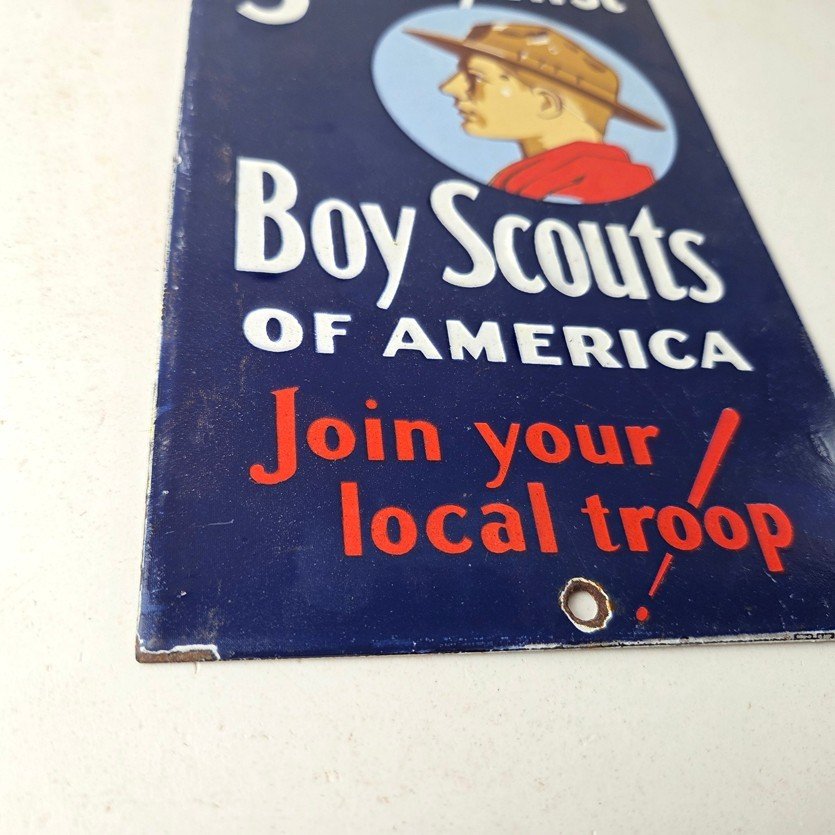 Boy Scouts
OF AMERICA
Join your
local troop!